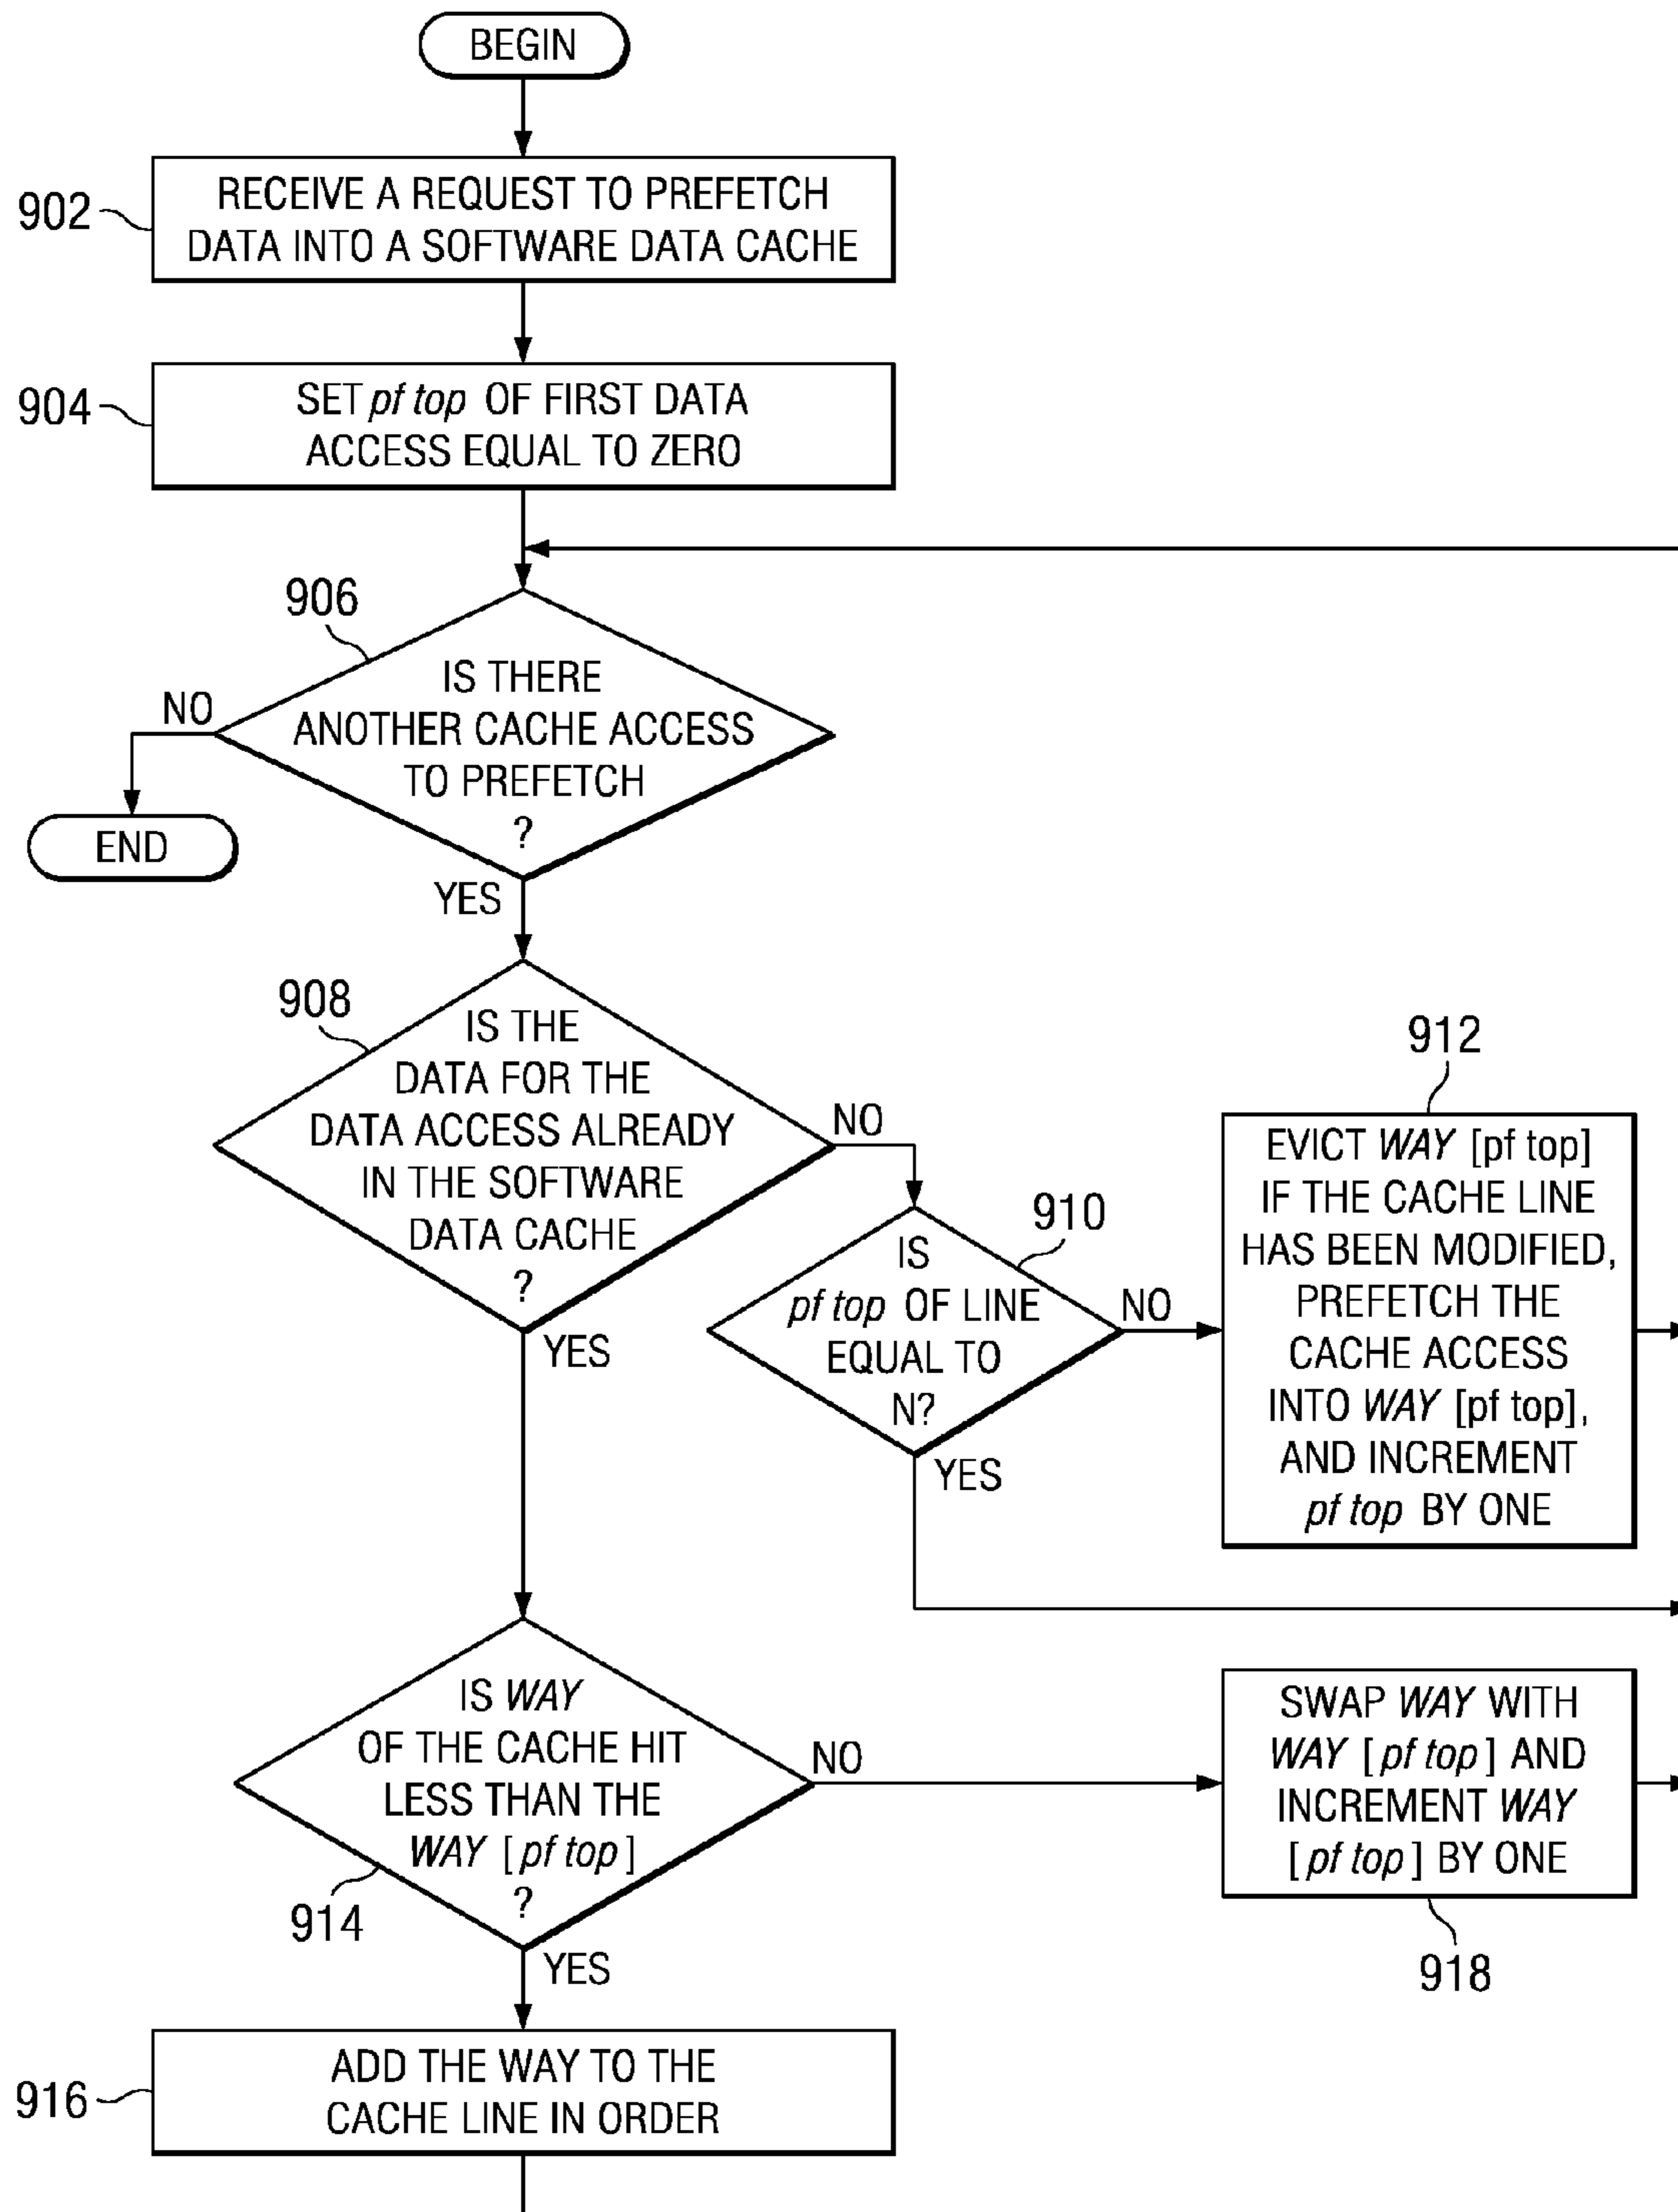 BEGIN
902
RECEIVE A REQUEST TO PREFETCH
DATA INTO A SOFTWARE DATA CACHE
904
SET pf top OF FIRST DATA
ACCESS EQUAL TO ZERO
906
IS THERE
ANOTHER CACHE ACCESS
TO PREFETCH
?
NO
END
YES
908
IS THE
DATA FOR THE
DATA ACCESS ALREADY
IN THE SOFTWARE
DATA CACHE
?
NO
YES
910
IS
pf top OF LINE
EQUAL TO
N?
NO
YES
912
EVICT WAY [pf top]
IF THE CACHE LINE
HAS BEEN MODIFIED,
PREFETCH THE
CACHE ACCESS
INTO WAY [pf top],
AND INCREMENT
pf top BY ONE
IS WAY
OF THE CACHE HIT
LESS THAN THE
WAY [pf top]
?
914
NO
YES
SWAP WAY WITH
WAY [pf top] AND
INCREMENT WAY
[pf top] BY ONE
918
916
ADD THE WAY TO THE
CACHE LINE IN ORDER